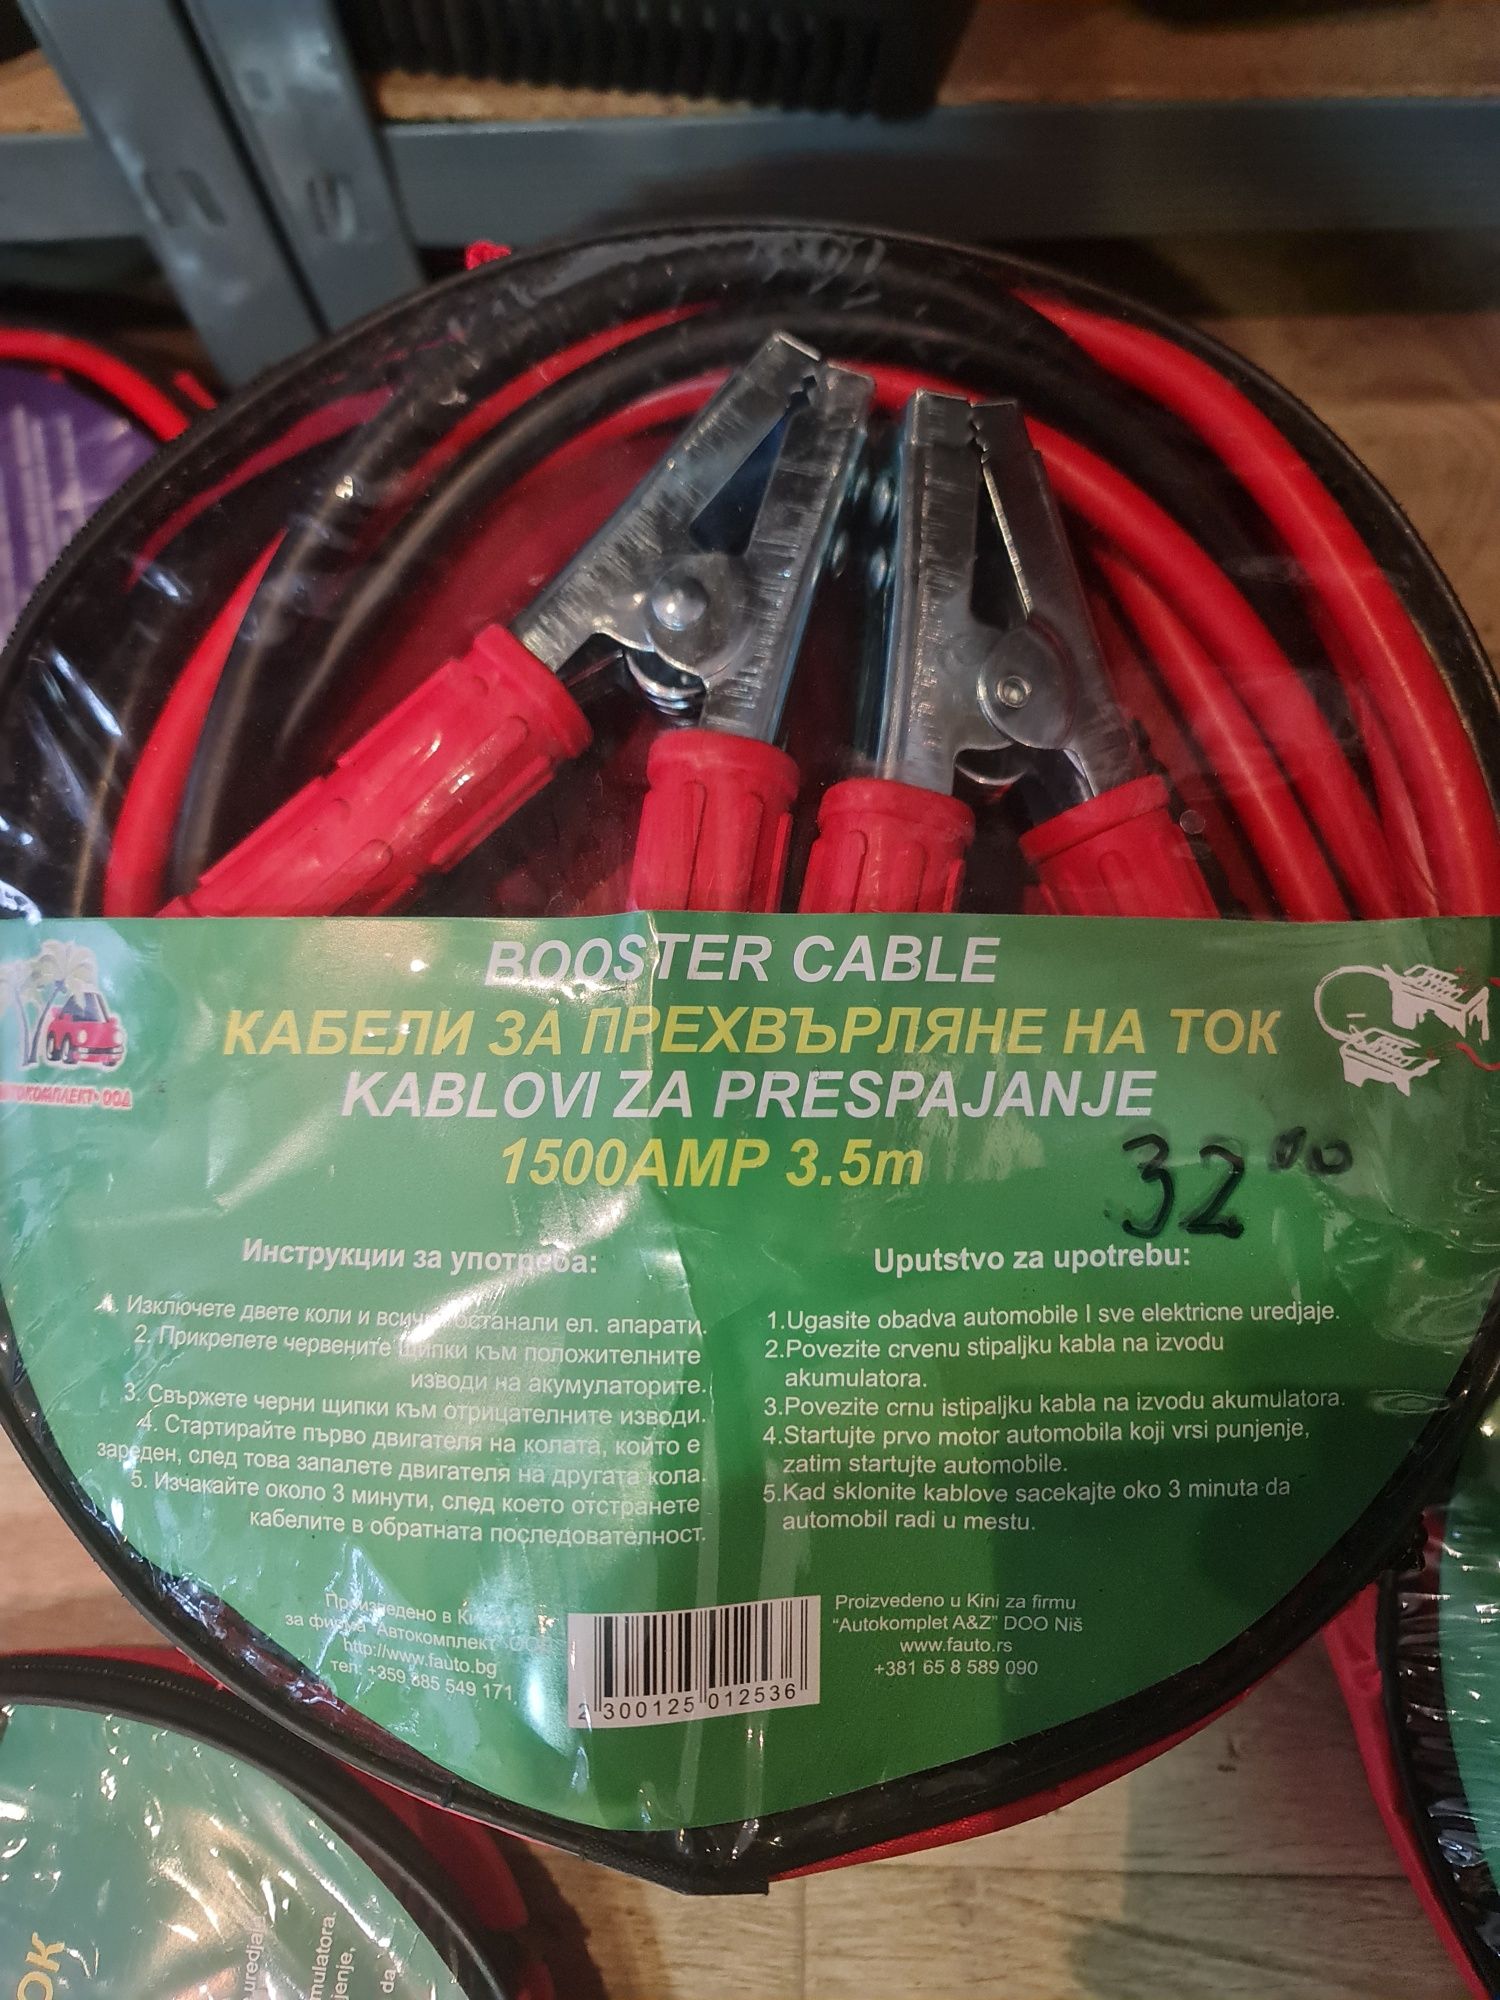 BOOSTER CABLE
КАБЕЛИ ЗА ПРЕХВЪРЛЯНЕ НА ТОК
KABLOVI ZA PRESPAJANJE
1500AMP 3.5m
32 00
Инструкции за употреба:
1. Изключете двете коли и останали ел. апарати.
2. Прикрепете червените щипки към положителните
изводи на акумулаторите.
3. Свържете черни щипки към отрицателните изводи.
4. Стартирайте първо двигателя на колата, който е
зареден, след това запалете двигателя на другата кола.
5. Изчакайте около 3 минути, след което отстранете
кабелите в обратната последователност.
Uputstvo za upotrebu:
1.Ugasite obadva automobile I sve elektricne uredjaje.
2.Povezite crvenu stipaljku kabla na izvodu
akumulatora.
3.Povezite crnu istipaljku kabla na izvodu akumulatora.
4.Startujte prvo motor automobila koji vrsi punjenje,
zatim startujte automobile.
5.Kad sklonite kablove sacekajte oko 3 minuta da
automobil radi u mestu.
Произведено в
за фирма "Автокомплект" ООД
http://www.fauto.bg
тел: +359 885 549 171
2 300125 012536
Proizvedeno u Kini za firmu
"Autokomplet A&Z" DOO Niš
www.fauto.rs
+381 65 8 589 090